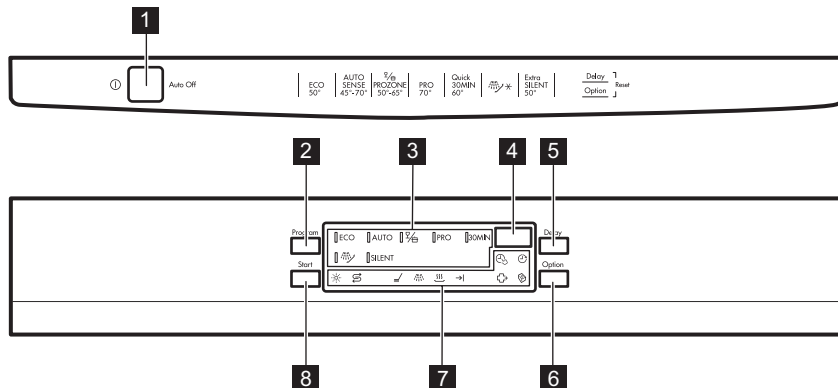 1
Auto Off
ECO 50°
AUTO SENSE 45°-70°
PROZONE 50°-65°
PRO 70°
Quick 30MIN 60°
Extra SILENT 50°
Delay
Option
Reset
2
3
4
5
Program
ECO
AUTO
PRO
30MIN
Delay
Start
SILENT
Option
8
7
6